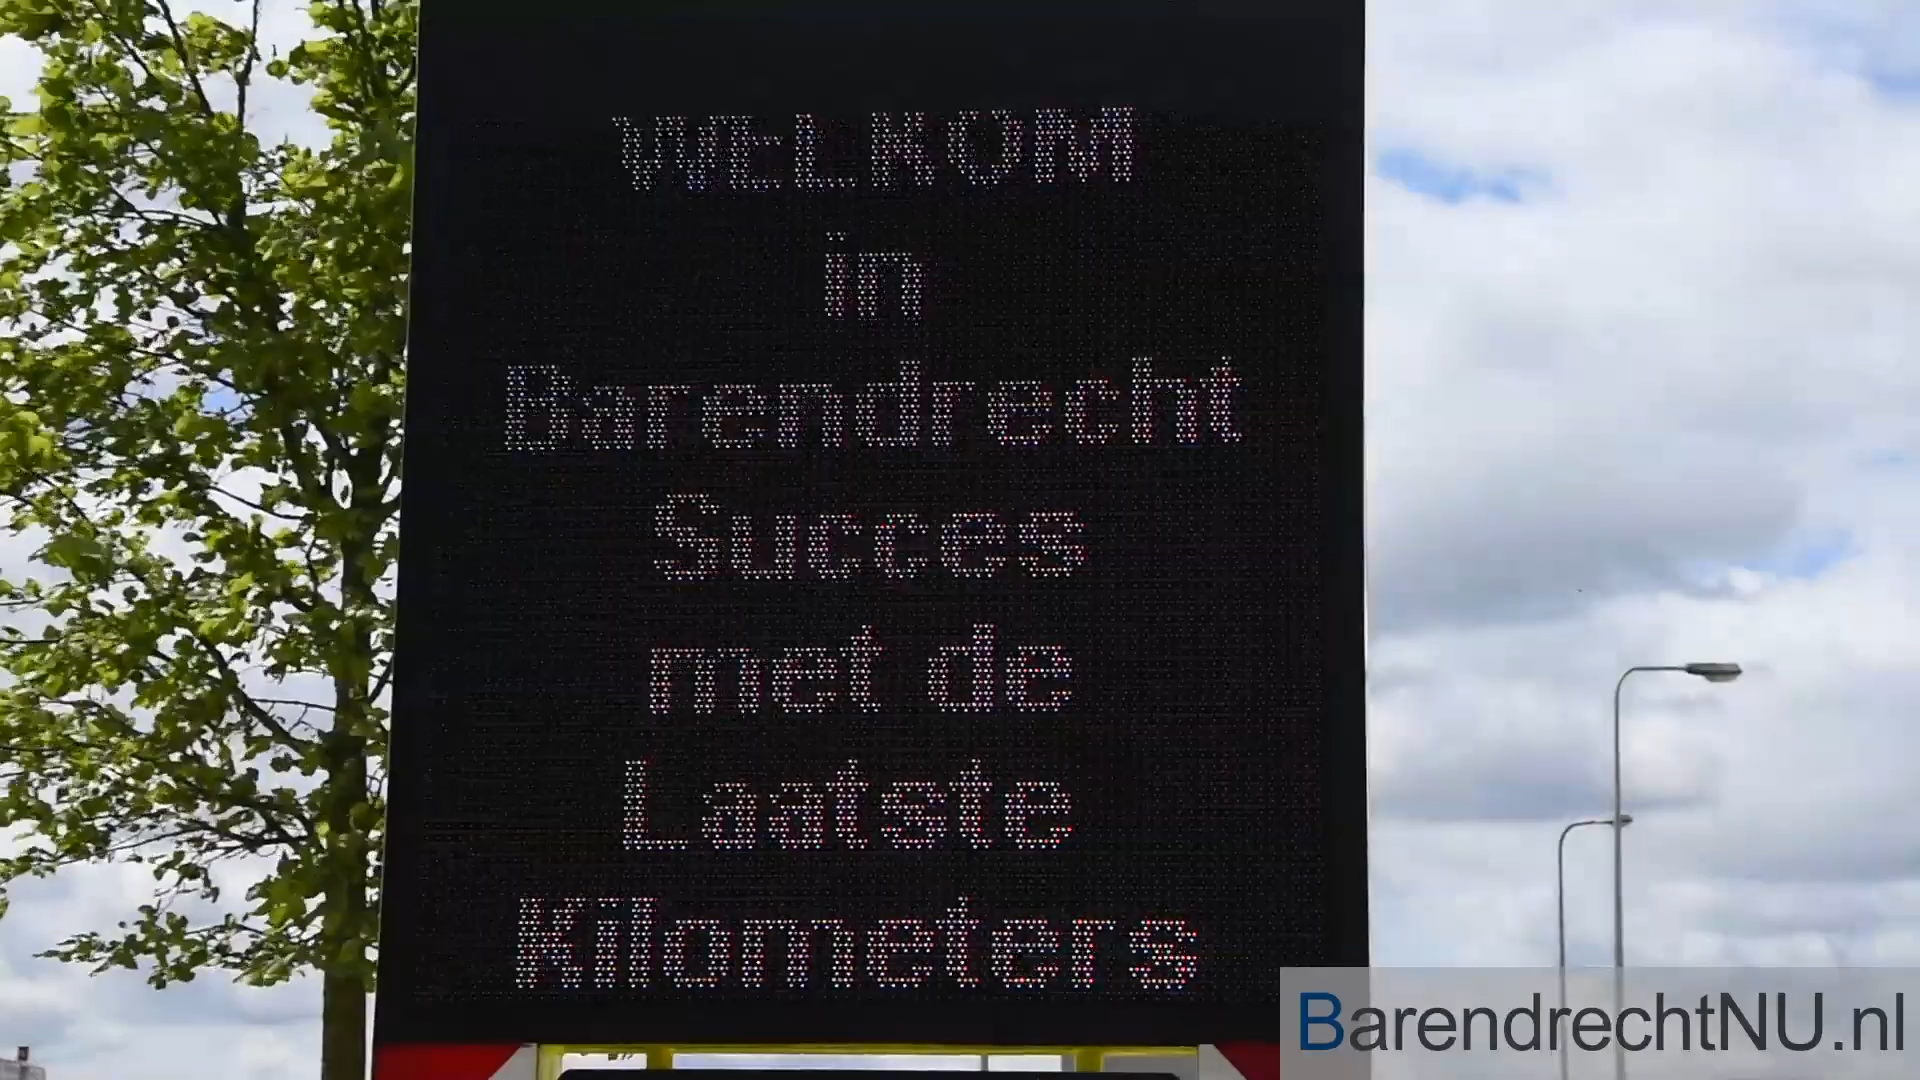 WELKOM
in
Barendrecht
Succes
met de
Laatste
Kilometers
BarendrechtNU.nl